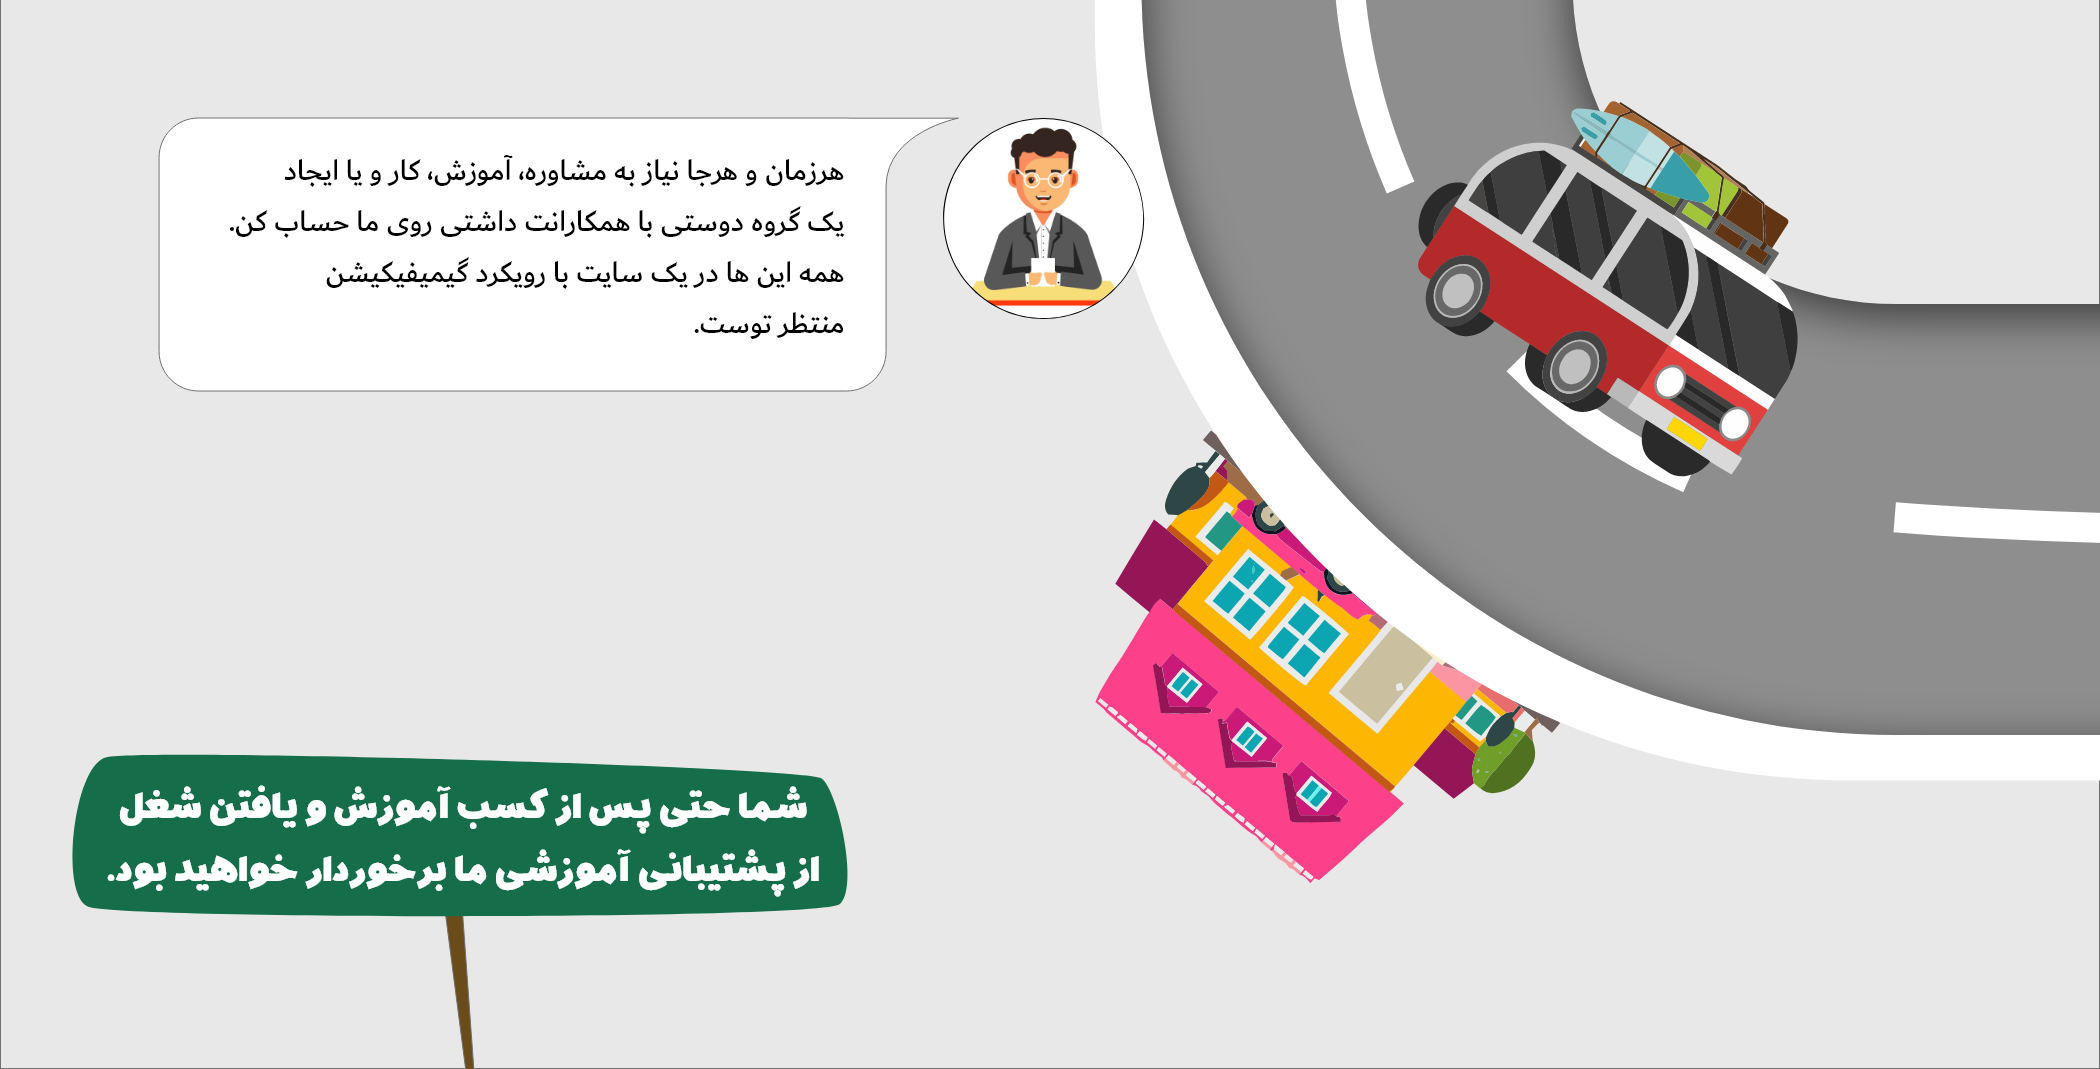 هرزمان و هرجا نیاز به مشاوره، آموزش، کار و یا ایجاد
یک گروه دوستی با همکارانت داشتی روی ما حساب کن.
همه این ها در یک سایت با رویکرد گیمیفیکیشن
منتظر توست.
شما حتی پس از کسب آموزش و یافتن شغل
از پشتیبانی آموزشی ما برخوردار خواهید بود.